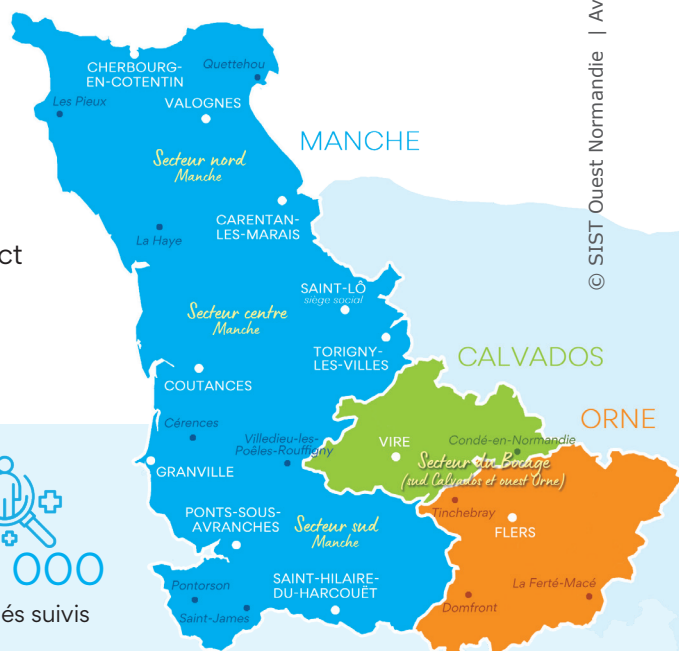 CHERBOURG-
EN-COTENTIN
Quettehou
Les Pieux
VALOGNES
MANCHE
Secteur nord
Manche
CARENTAN-
LES-MARAIS
La Haye
ct
© SIST Ouest Normandie | Av
SAINT-LÔ
siège social
Secteur centre
Manche
TORIGNY-
LES-VILLES
CALVADOS
COUTANCES
ORNE
Cérences
Villedieu-les-
Poêles-Rouffigny
VIRE
Condé-en-Normandie
Secteur du Bocage
(sud Calvados et ouest Orne)
GRANVILLE
PONTS-SOUS-
AVRANCHES
Secteur sud
Manche
Tinchebray
FLERS
000
és suivis
Pontorson
SAINT-HILAIRE-
DU-HARCOUËT
Saint-James
La Ferté-Macé
Domfront